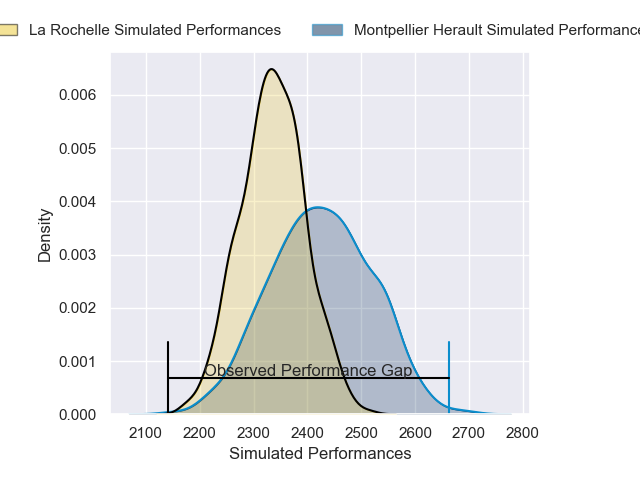 La Rochelle Simulated Performances
Montpellier Herault Simulated Performance
0.006
0.005
0.004
0.003
0.002
0.001
0.000
Density
Observed Performance Gap
2100 2200 2300 2400 2500 2600 2700 2800
Simulated Performances